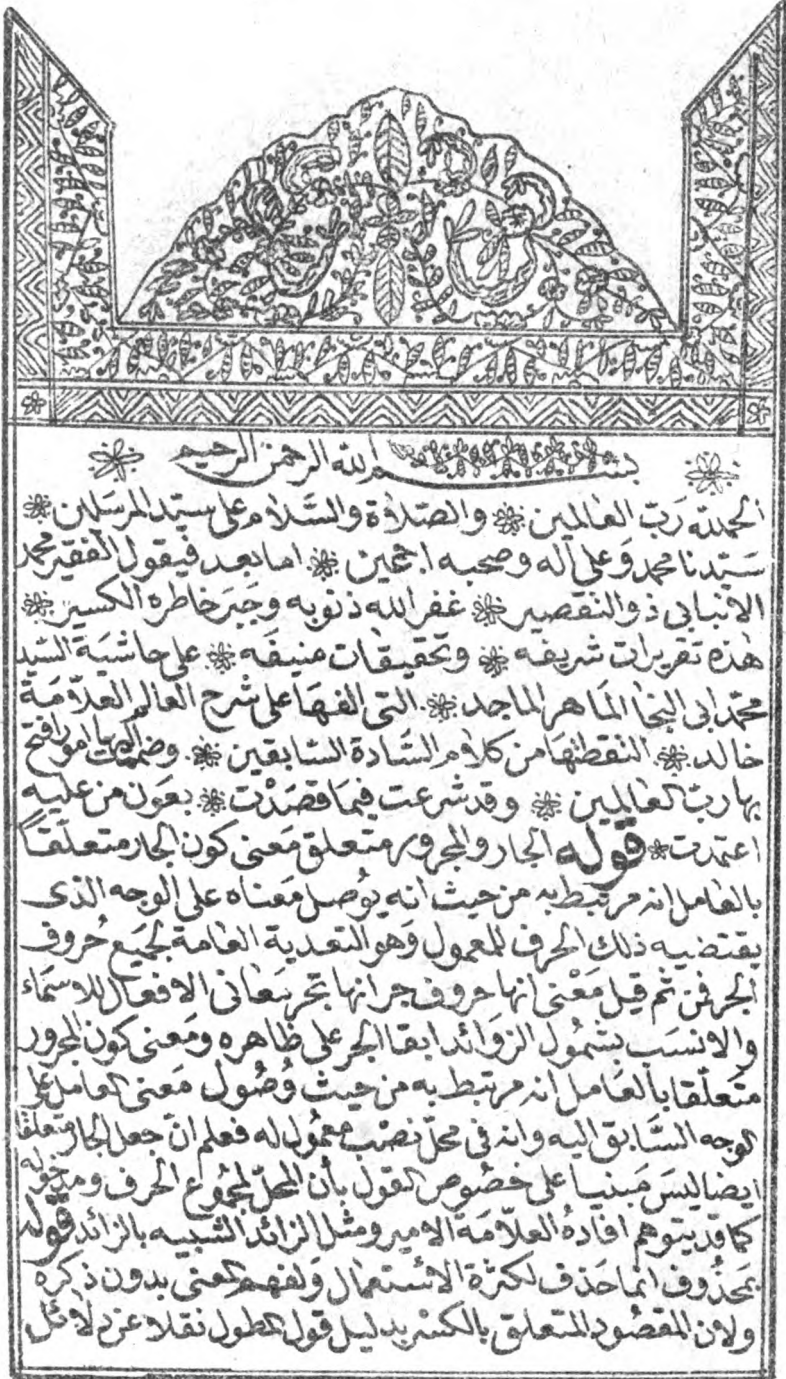 بسم الله الرحمن الرحيم
الحمد لله رب العالمين والصلاة والسلام على سيد المرسلين
سيدنا محمد وعلى آله وصحبه اجمعين اما بعد فيقول الفقير محمد
الانبابى ذو التقصير غفر الله ذنوبه وجبر خاطره الكسير
هذه تقريرات شريفه وتحقيقات منيفه على حاشية السيد
محمد ابى النجا الماهر الماجد التى الفها على شرح العالم العلامة
خالد التقطتها من كلام السادة السابقين وضممت اليها امورا فتح
بها رب العالمين وقد شرعت فيما قصدت بعون من عليه
اعتمدت قوله الجار والمجرور متعلق معنى كون الجار متعلقا
بالعامل انه مرتبط به من حيث انه يوصل معناه على الوجه الذى
يقتضيه ذلك الحرف للمعمول وهو التعدية العامة لجميع حروف
الجر فمن ثم قيل معنى انها حروف جر انها تجر معانى الافعال للاسماء
والانسب بشمول الزوائد ابقا الجر على ظاهره ومعنى كون المجرور
متعلقا بالعامل انه مرتبط به من حيث وصول معنى العامل على
الوجه السابق اليه وانه فى محل نصب معمول له فعلم ان جعل الجار متعلقا
ايضا ليس مبنيا على خصوص القول بأن المحل لمجموع الحرف ومدخوله
كما قد يتوهم افاده العلامة الامير ومثل الزائد الشبيه بالزائد قوله
بمحذوف انما حذف لكثرة الاستعمال ولفهم المعنى بدون ذكره
ولان المقصود المتعلق بالكسر بدليل قول المطول نقلا عن دلائل